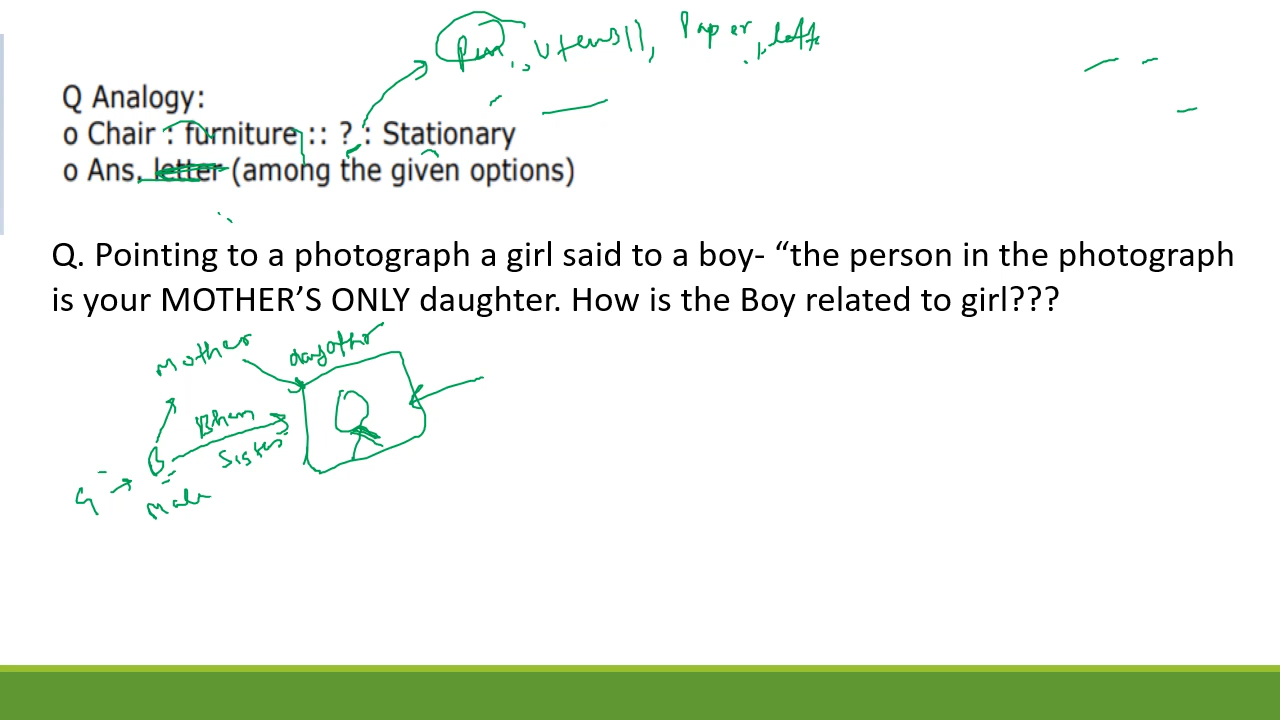 Pen, utensil, Paper, letter
Q Analogy:
o Chair : furniture :: ? : Stationary
o Ans, letter (among the given options)
Q. Pointing to a photograph a girl said to a boy- “the person in the photograph
is your MOTHER’S ONLY daughter. How is the Boy related to girl???
Mother daughter
Bhen
B Sister
G Male